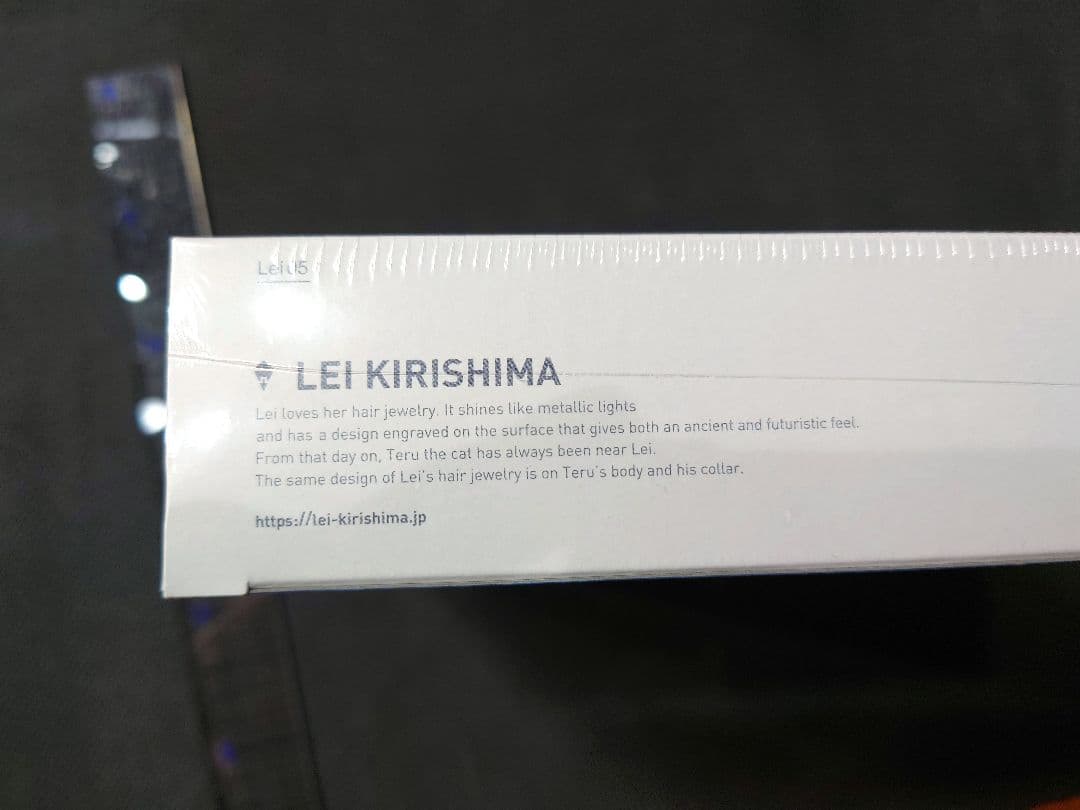 Lei 05
LEI KIRISHIMA
Lei loves her hair jewelry. It shines like metallic lights
and has a design engraved on the surface that gives both an ancient and futuristic feel.
From that day on, Teru the cat has always been near Lei.
The same design of Lei's hair jewelry is on Teru's body and his collar.
https://lei-kirishima.jp